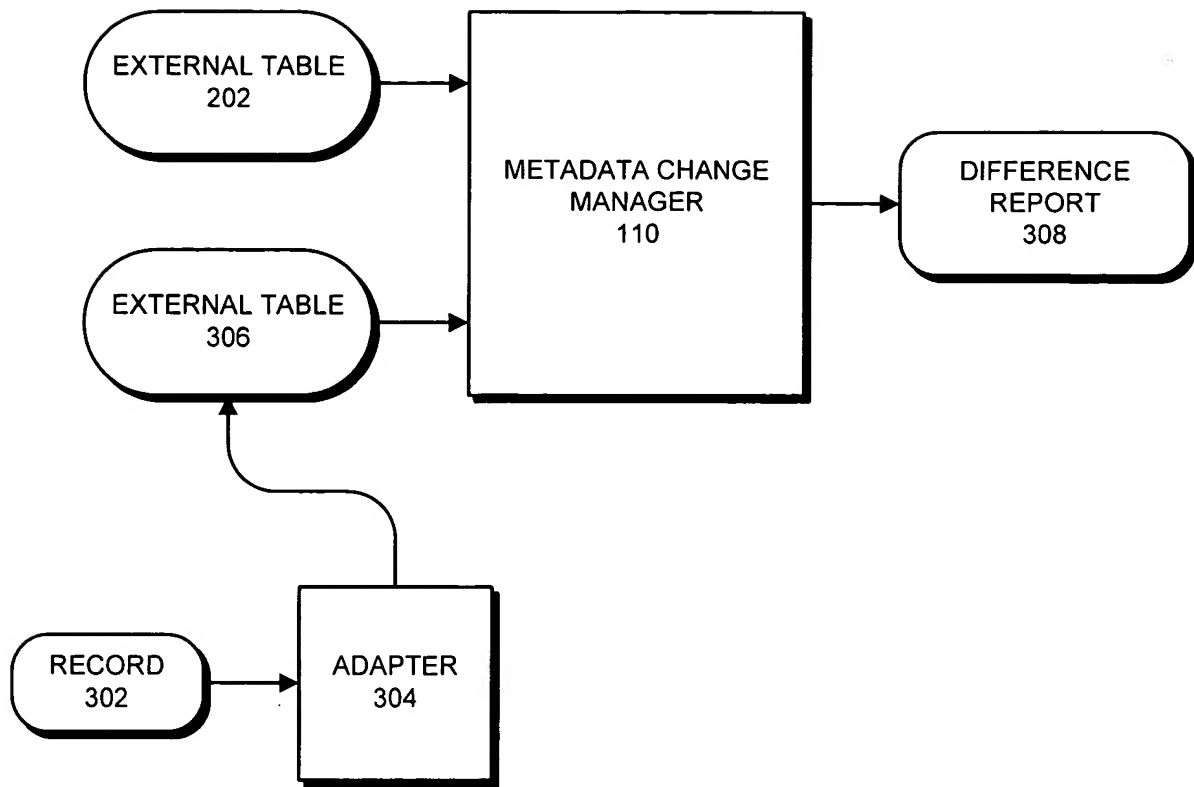 EXTERNAL TABLE
202
METADATA CHANGE
MANAGER
110
DIFFERENCE
REPORT
308
EXTERNAL TABLE
306
RECORD
302
ADAPTER
304